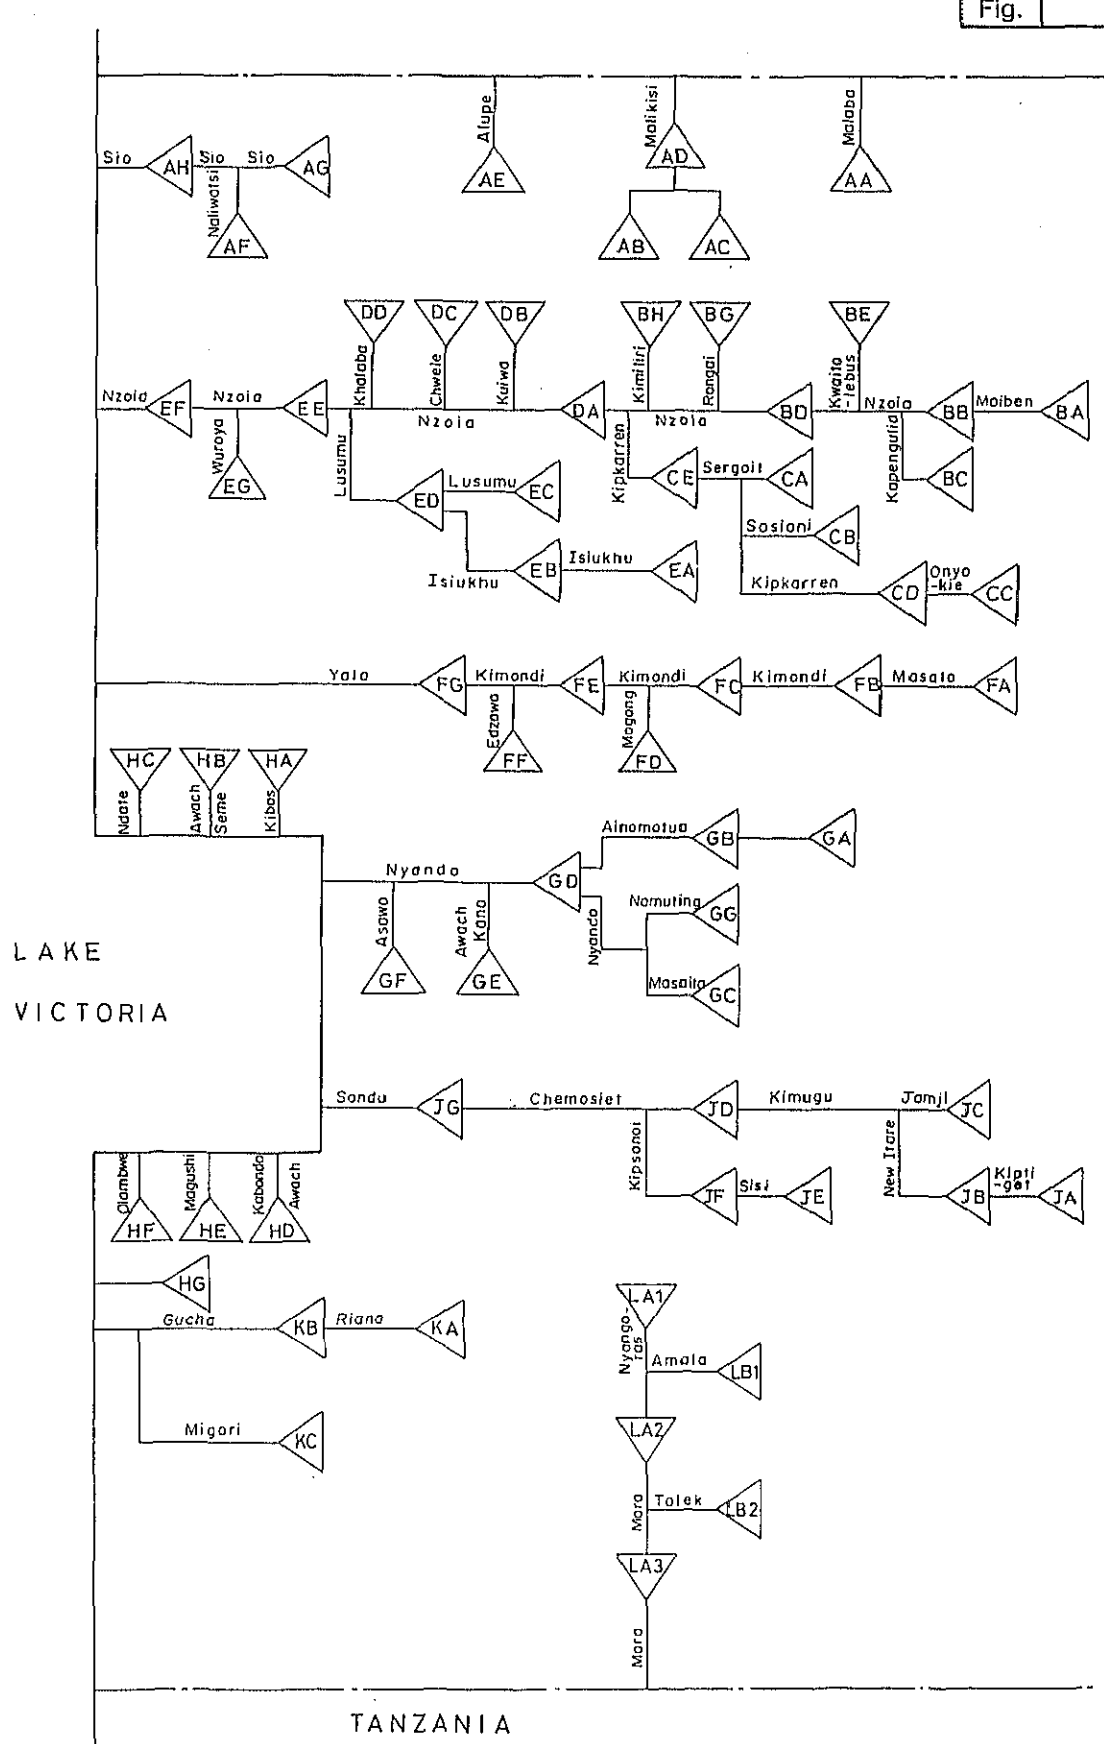 Fig.
Alupe
Malikisi
Malaba
Sio
AH
Sio
Sio
AG
AD
AE
AA
Naliwatsi
AF
AB
AC
DD
DC
DB
BH
BG
BE
Khalaba
Chwele
Kuiwa
Kimiliri
Rongai
Kwaita
-lebus
Nzoia
EF
Nzoia
EE
Nzoia
DA
Nzoia
BD
Nzoia
BB
Moiben
BA
Wuroya
EG
Lusumu
ED
Lusumu
EC
Kipkarren
CE
Sergoit
CA
Kapengulia
BC
Sosioni
CB
Isiukhu
EB
Isiukhu
EA
Kipkarren
CD
Onyo
-kie
CC
Yala
FG
Kimondi
FE
Kimondi
FC
Kimondi
FB
Masato
FA
Edzawa
FF
Mogong
FD
HC
HB
HA
Ndate
Awach
Seme
Kibos
Ainomotua
GB
GA
Nyando
GD
Asawo
GF
Awach
Kano
GE
Nyando
Namuting
GG
Masaita
GC
LAKE
VICTORIA
Sondu
JG
Chemosiet
JD
Kimugu
Jamji
JC
Kipsonoi
JF
Sisi
JE
New Itare
JB
Kipti
-get
JA
Olambwe
Magushi
Kabondo
Awach
HF
HE
HD
HG
Gucha
KB
Riana
KA
Migori
KC
LA1
Nyango-
ras
Amala
LB1
LA2
Mara
Talek
LB2
LA3
Mara
TANZANIA